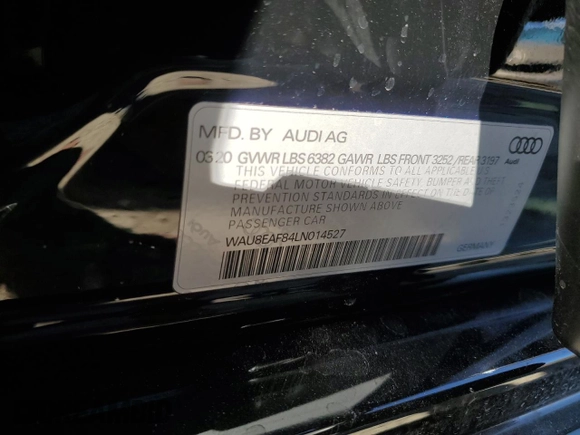 MFD. BY AUDI AG
03 20 GVWR LBS 6382 GAWR LBS FRONT 3252 / REAR 3197
THIS VEHICLE CONFORMS TO ALL APPLICABLE
FEDERAL MOTOR VEHICLE SAFETY, BUMPER AND THEFT
PREVENTION STANDARDS IN EFFECT ON THE DATE OF
MANUFACTURE SHOWN ABOVE
PASSENGER CAR
WAU8EAF84LN014527
GERMANY
Audi
Audi